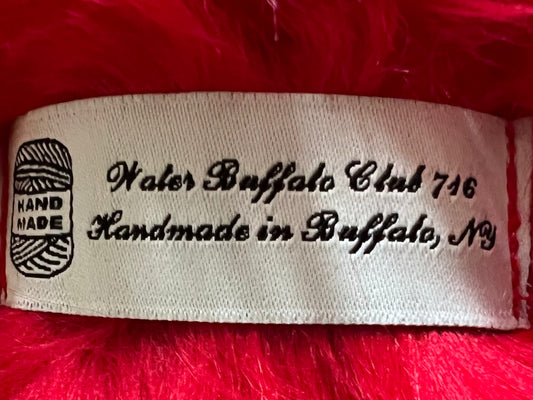 HAND
MADE
Water Buffalo Club 716
Handmade in Buffalo, NY